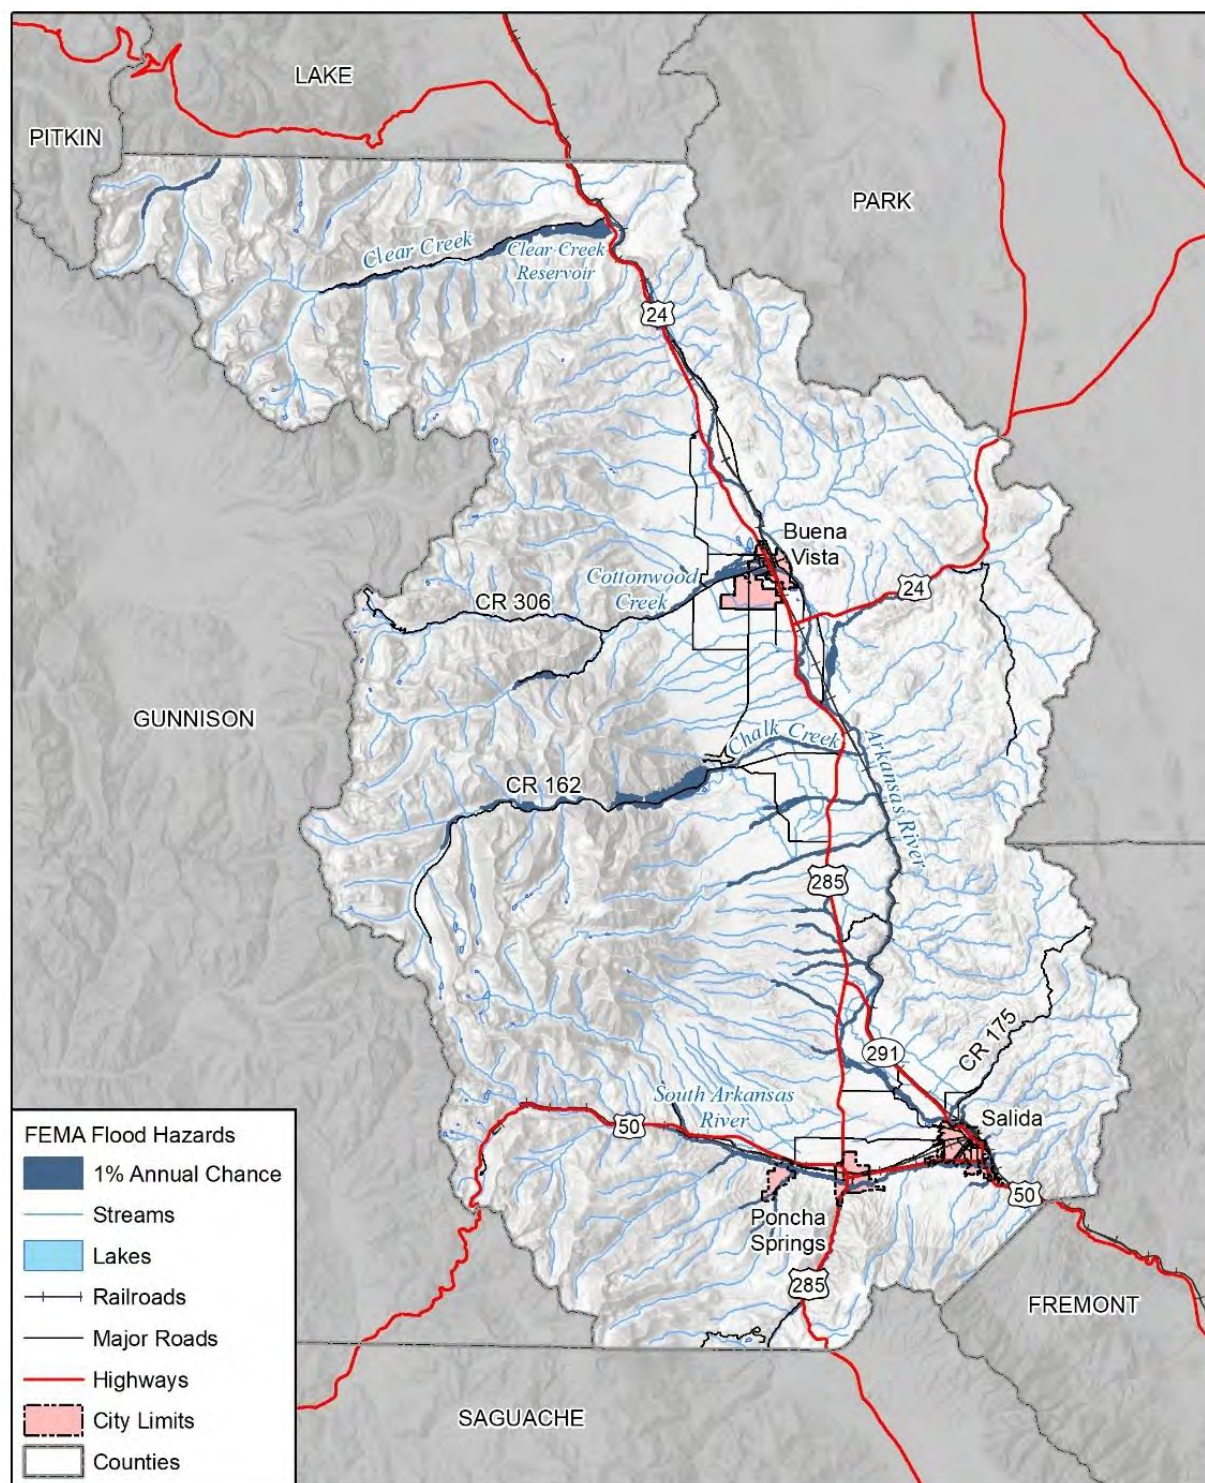 LAKE
PITKIN
PARK
Clear Creek
Clear Creek
Reservoir
24
Buena
Vista
Cottonwood
Creek
CR 306
24
GUNNISON
Chalk Creek
Arkansas River
CR 162
285
291
CR 175
South Arkansas
River
50
Salida
50
Poncha
Springs
285
FREMONT
SAGUACHE
FEMA Flood Hazards
1% Annual Chance
Streams
Lakes
Railroads
Major Roads
Highways
City Limits
Counties